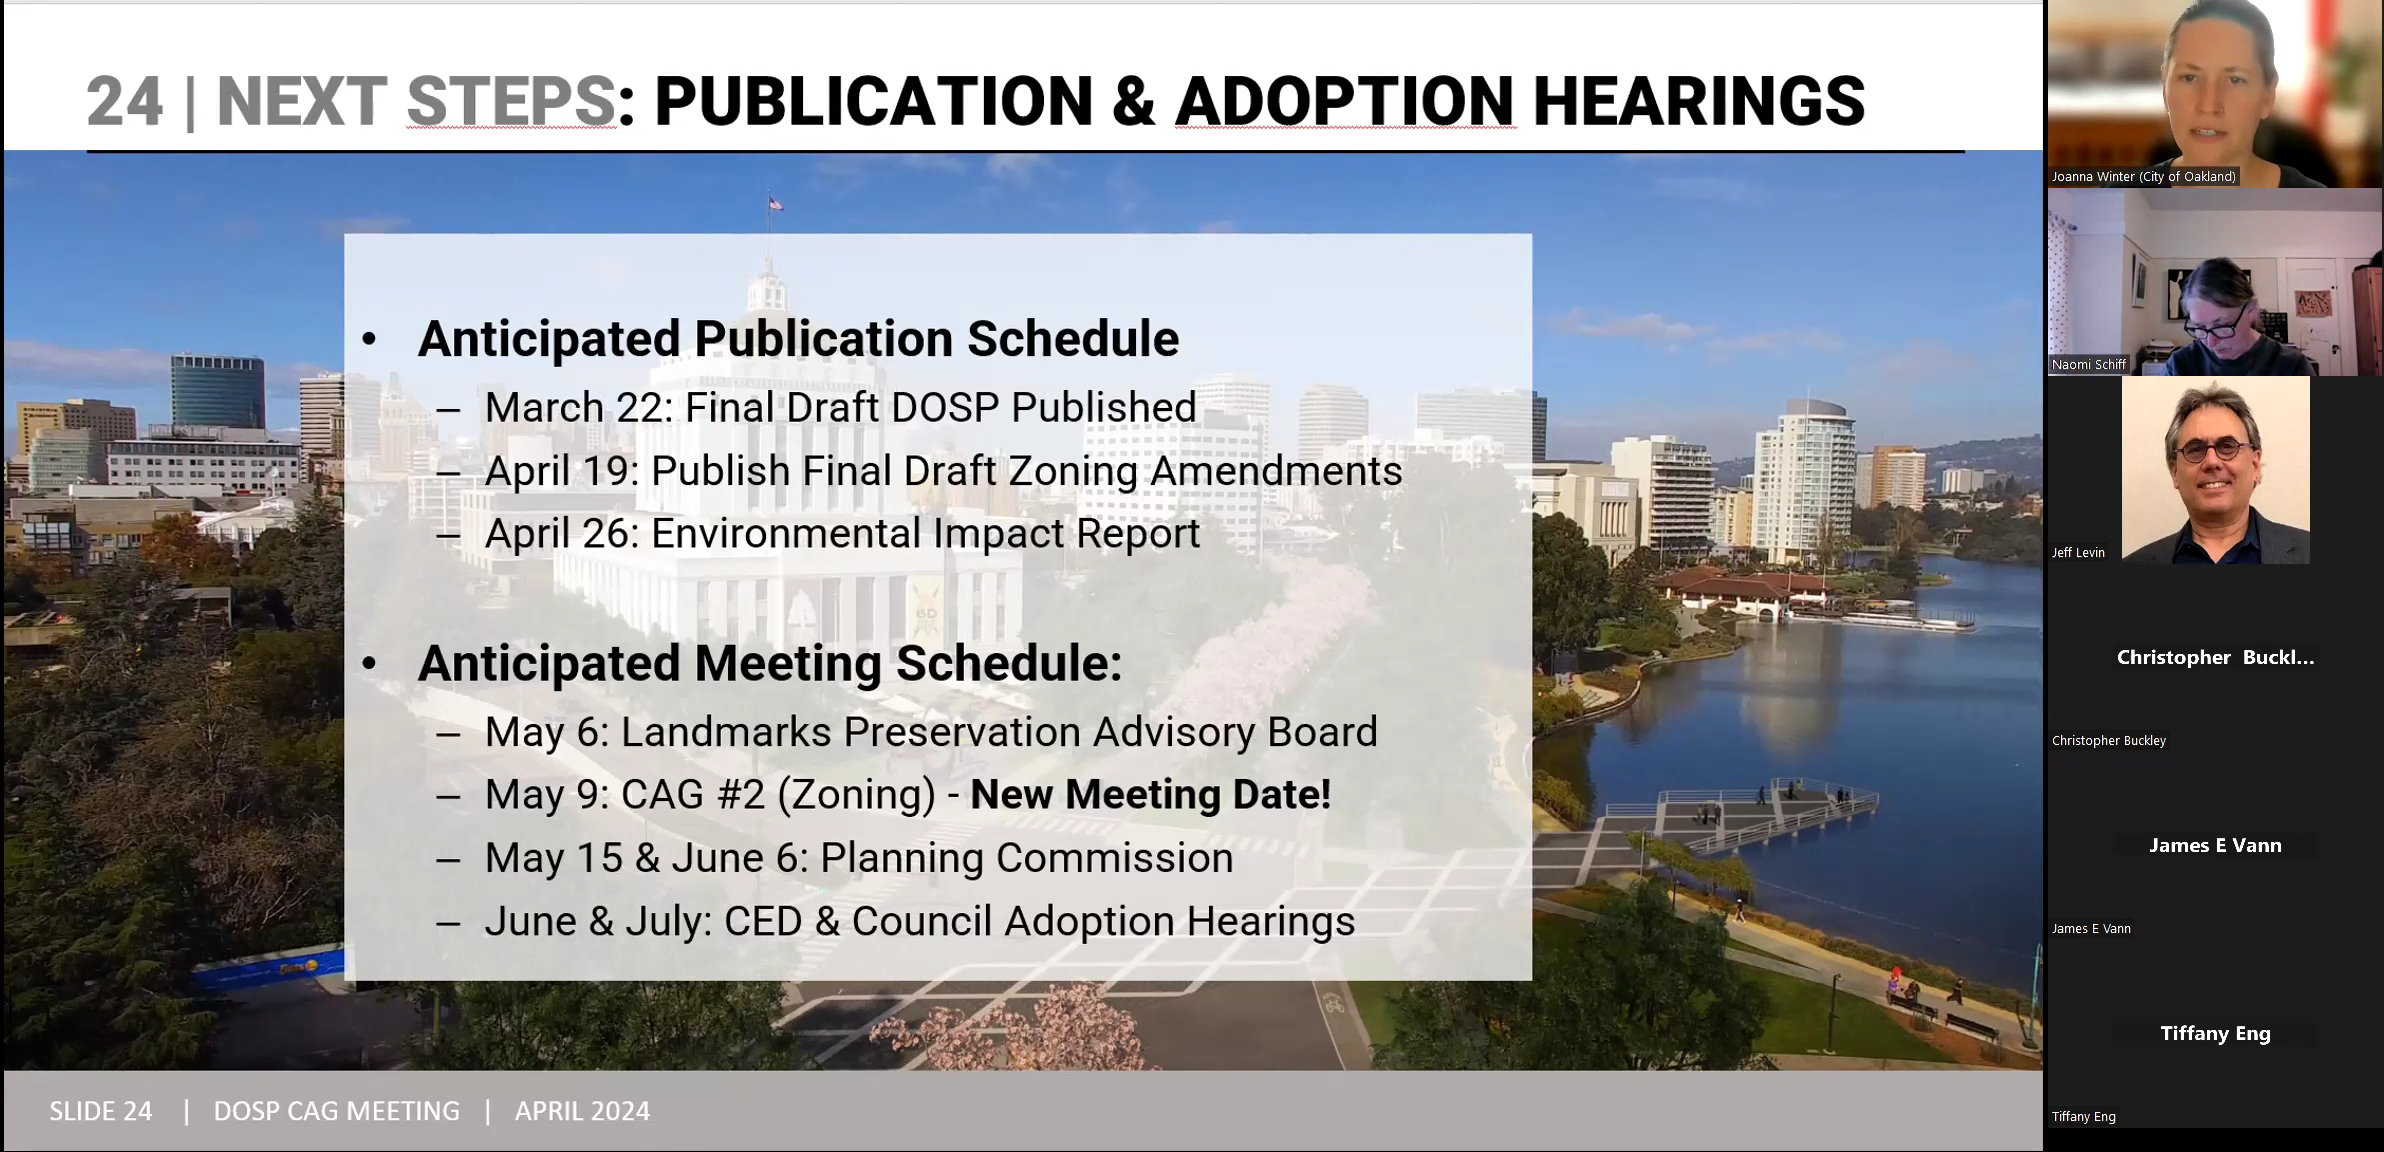 24 | NEXT STEPS: PUBLICATION & ADOPTION HEARINGS
• Anticipated Publication Schedule
– March 22: Final Draft DOSP Published
– April 19: Publish Final Draft Zoning Amendments
– April 26: Environmental Impact Report
• Anticipated Meeting Schedule:
– May 6: Landmarks Preservation Advisory Board
– May 9: CAG #2 (Zoning) - New Meeting Date!
– May 15 & June 6: Planning Commission
– June & July: CED & Council Adoption Hearings
SLIDE 24 | DOSP CAG MEETING | APRIL 2024
Joanna Winter (City of Oakland)
Naomi Schiff
Jeff Levin
Christopher Buckl...
Christopher Buckley
James E Vann
James E Vann
Tiffany Eng
Tiffany Eng